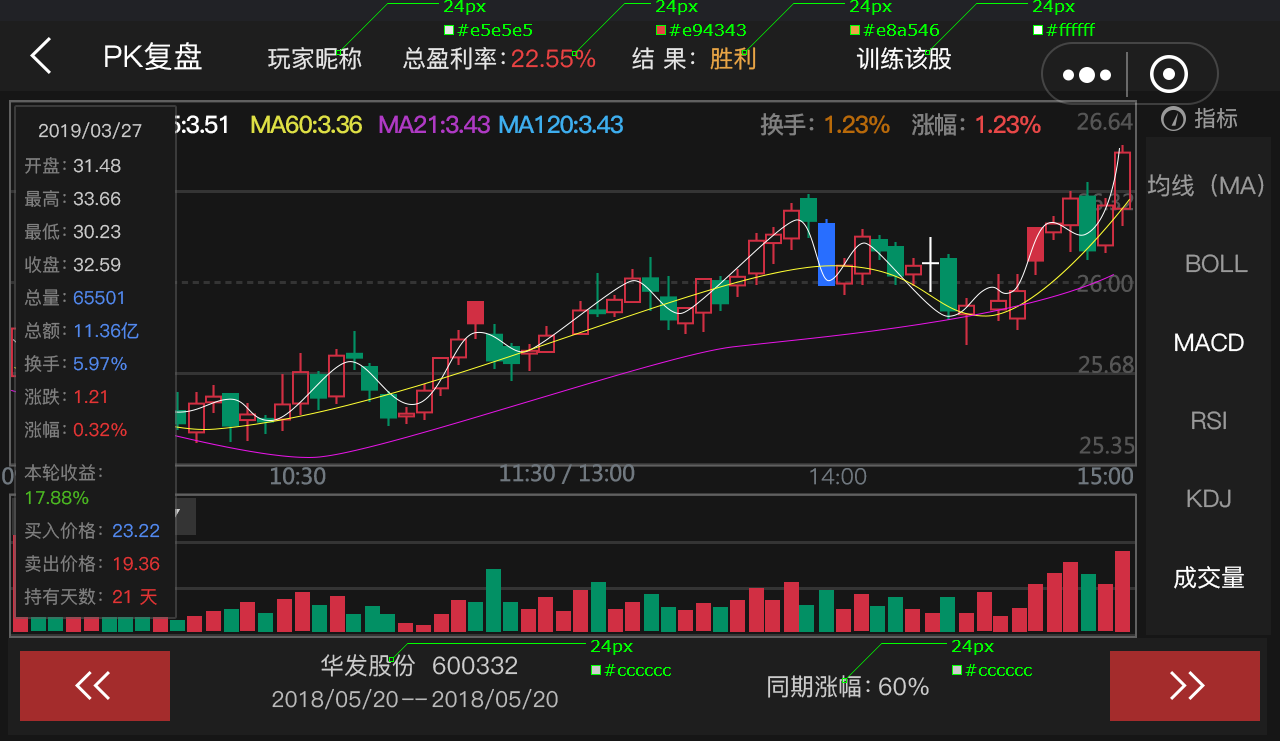 24px 24px 24px 24px
#e5e5e5 #e94343 #e8a546 #ffffff
PK复盘 玩家昵称 总盈利率：22.55% 结 果：胜利 训练该股
5:3.51 MA60:3.36 MA21:3.43 MA120:3.43 换手：1.23% 涨幅：1.23% 26.64
指标
2019/03/27
开盘：31.48
最高：33.66
最低：30.23
收盘：32.59
总量：65501
总额：11.36亿
换手：5.97%
涨跌：1.21
涨幅：0.32%
本轮收益：
17.88%
买入价格：23.22
卖出价格：19.36
持有天数：21 天
26.32
26.00
25.68
25.35
10:30 11:30 / 13:00 14:00 15:00
均线（MA）
BOLL
MACD
RSI
KDJ
成交量
24px 24px
#cccccc #cccccc
华发股份 600332
2018/05/20--2018/05/20
同期涨幅：60%